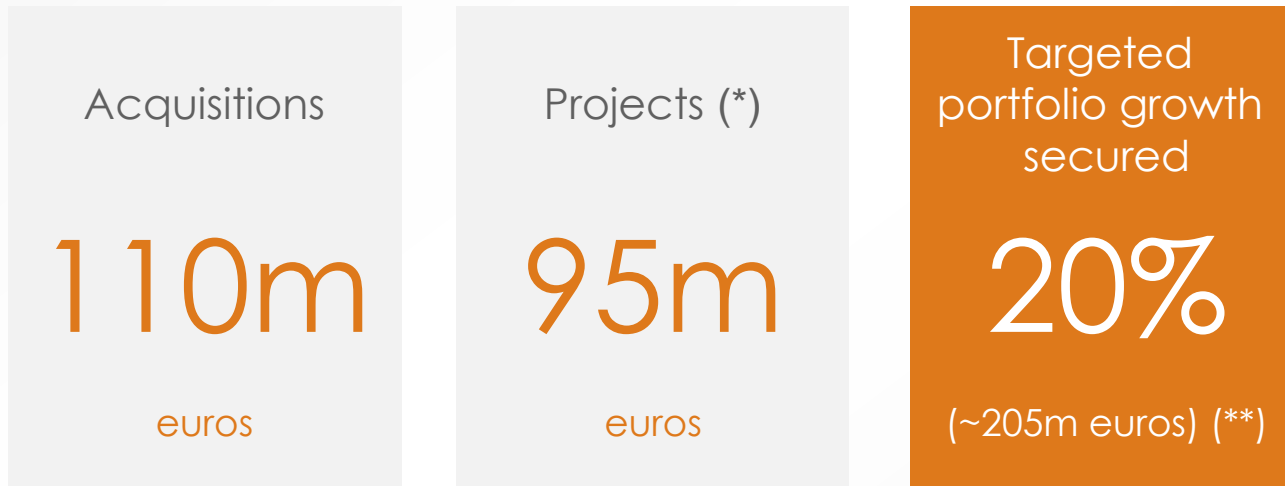 Acquisitions
110m
euros
Projects (*)
95m
euros
Targeted
portfolio growth
secured
20%
(~205m euros) (**)